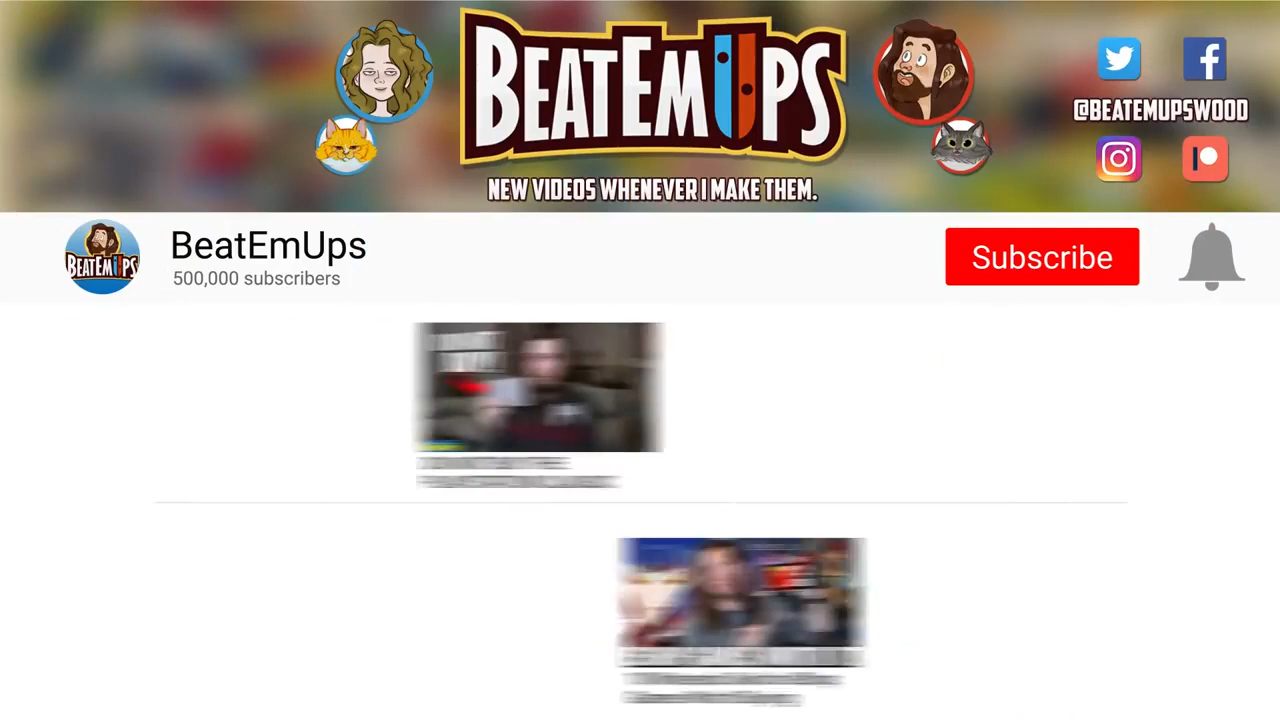 BEATEMUPS
NEW VIDEOS WHENEVER I MAKE THEM.
@BEATEMUPSWOOD
BEATEMUPS
BeatEmUps
500,000 subscribers
Subscribe